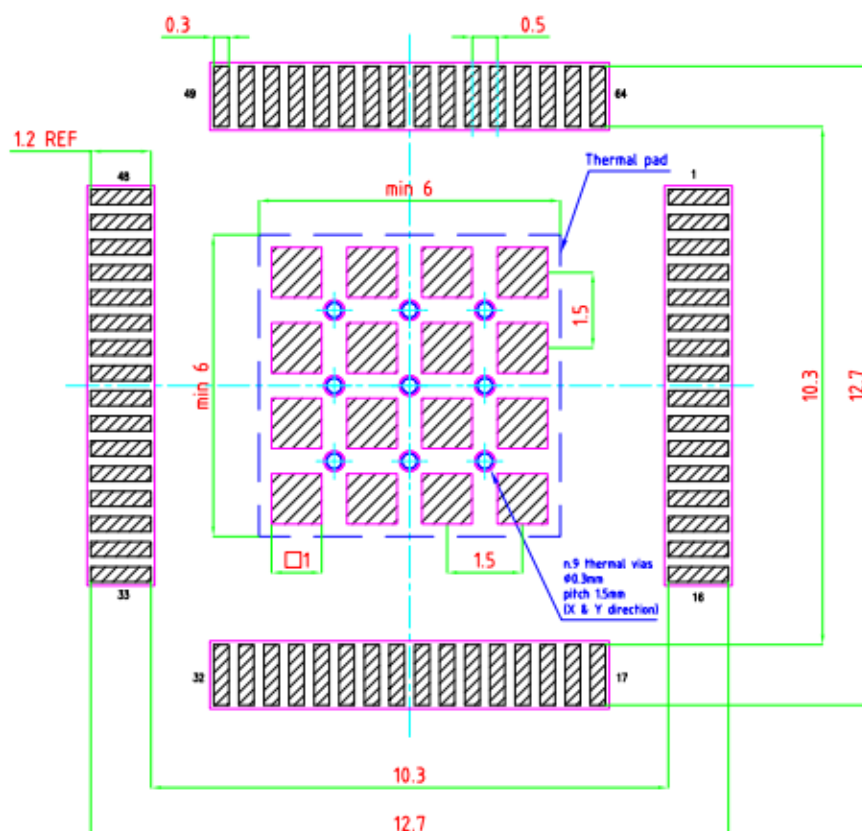 0.3
0.5
49
64
1.2 REF
48
Thermal pad
1
min 6
1.5
min 6
10.3
12.7
□1
1.5
n.9 thermal vias
ø0.3mm
pitch 1.5mm
(X & Y direction)
33
16
32
17
10.3
12.7